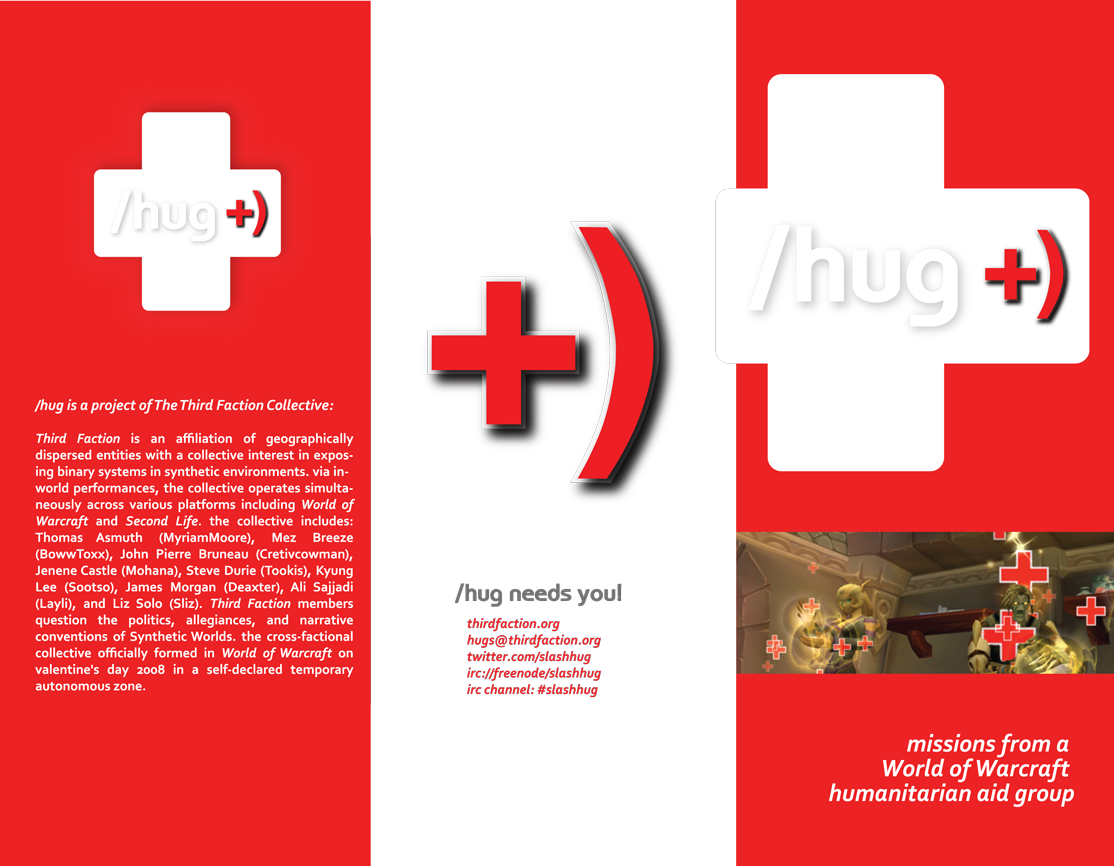 /hug +)
/hug is a project of The Third Faction Collective:
Third Faction is an affiliation of geographically
dispersed entities with a collective interest in expos-
ing binary systems in synthetic environments. via in-
world performances, the collective operates simulta-
neously across various platforms including World of
Warcraft and Second Life. the collective includes:
Thomas Asmuth (MyriamMoore), Mez Breeze
(BowwToxx), John Pierre Bruneau (Cretivcowman),
Jenene Castle (Mohana), Steve Durie (Tookis), Kyung
Lee (Sootso), James Morgan (Deaxter), Ali Sajjadi
(Layli), and Liz Solo (Sliz). Third Faction members
question the politics, allegiances, and narrative
conventions of Synthetic Worlds. the cross-factional
collective officially formed in World of Warcraft on
valentine's day 2008 in a self-declared temporary
autonomous zone.
+)
/hug needs you!
thirdfaction.org
hugs@thirdfaction.org
twitter.com/slashhug
irc://freenode/slashhug
irc channel: #slashhug
/hug +)
missions from a
World of Warcraft
humanitarian aid group